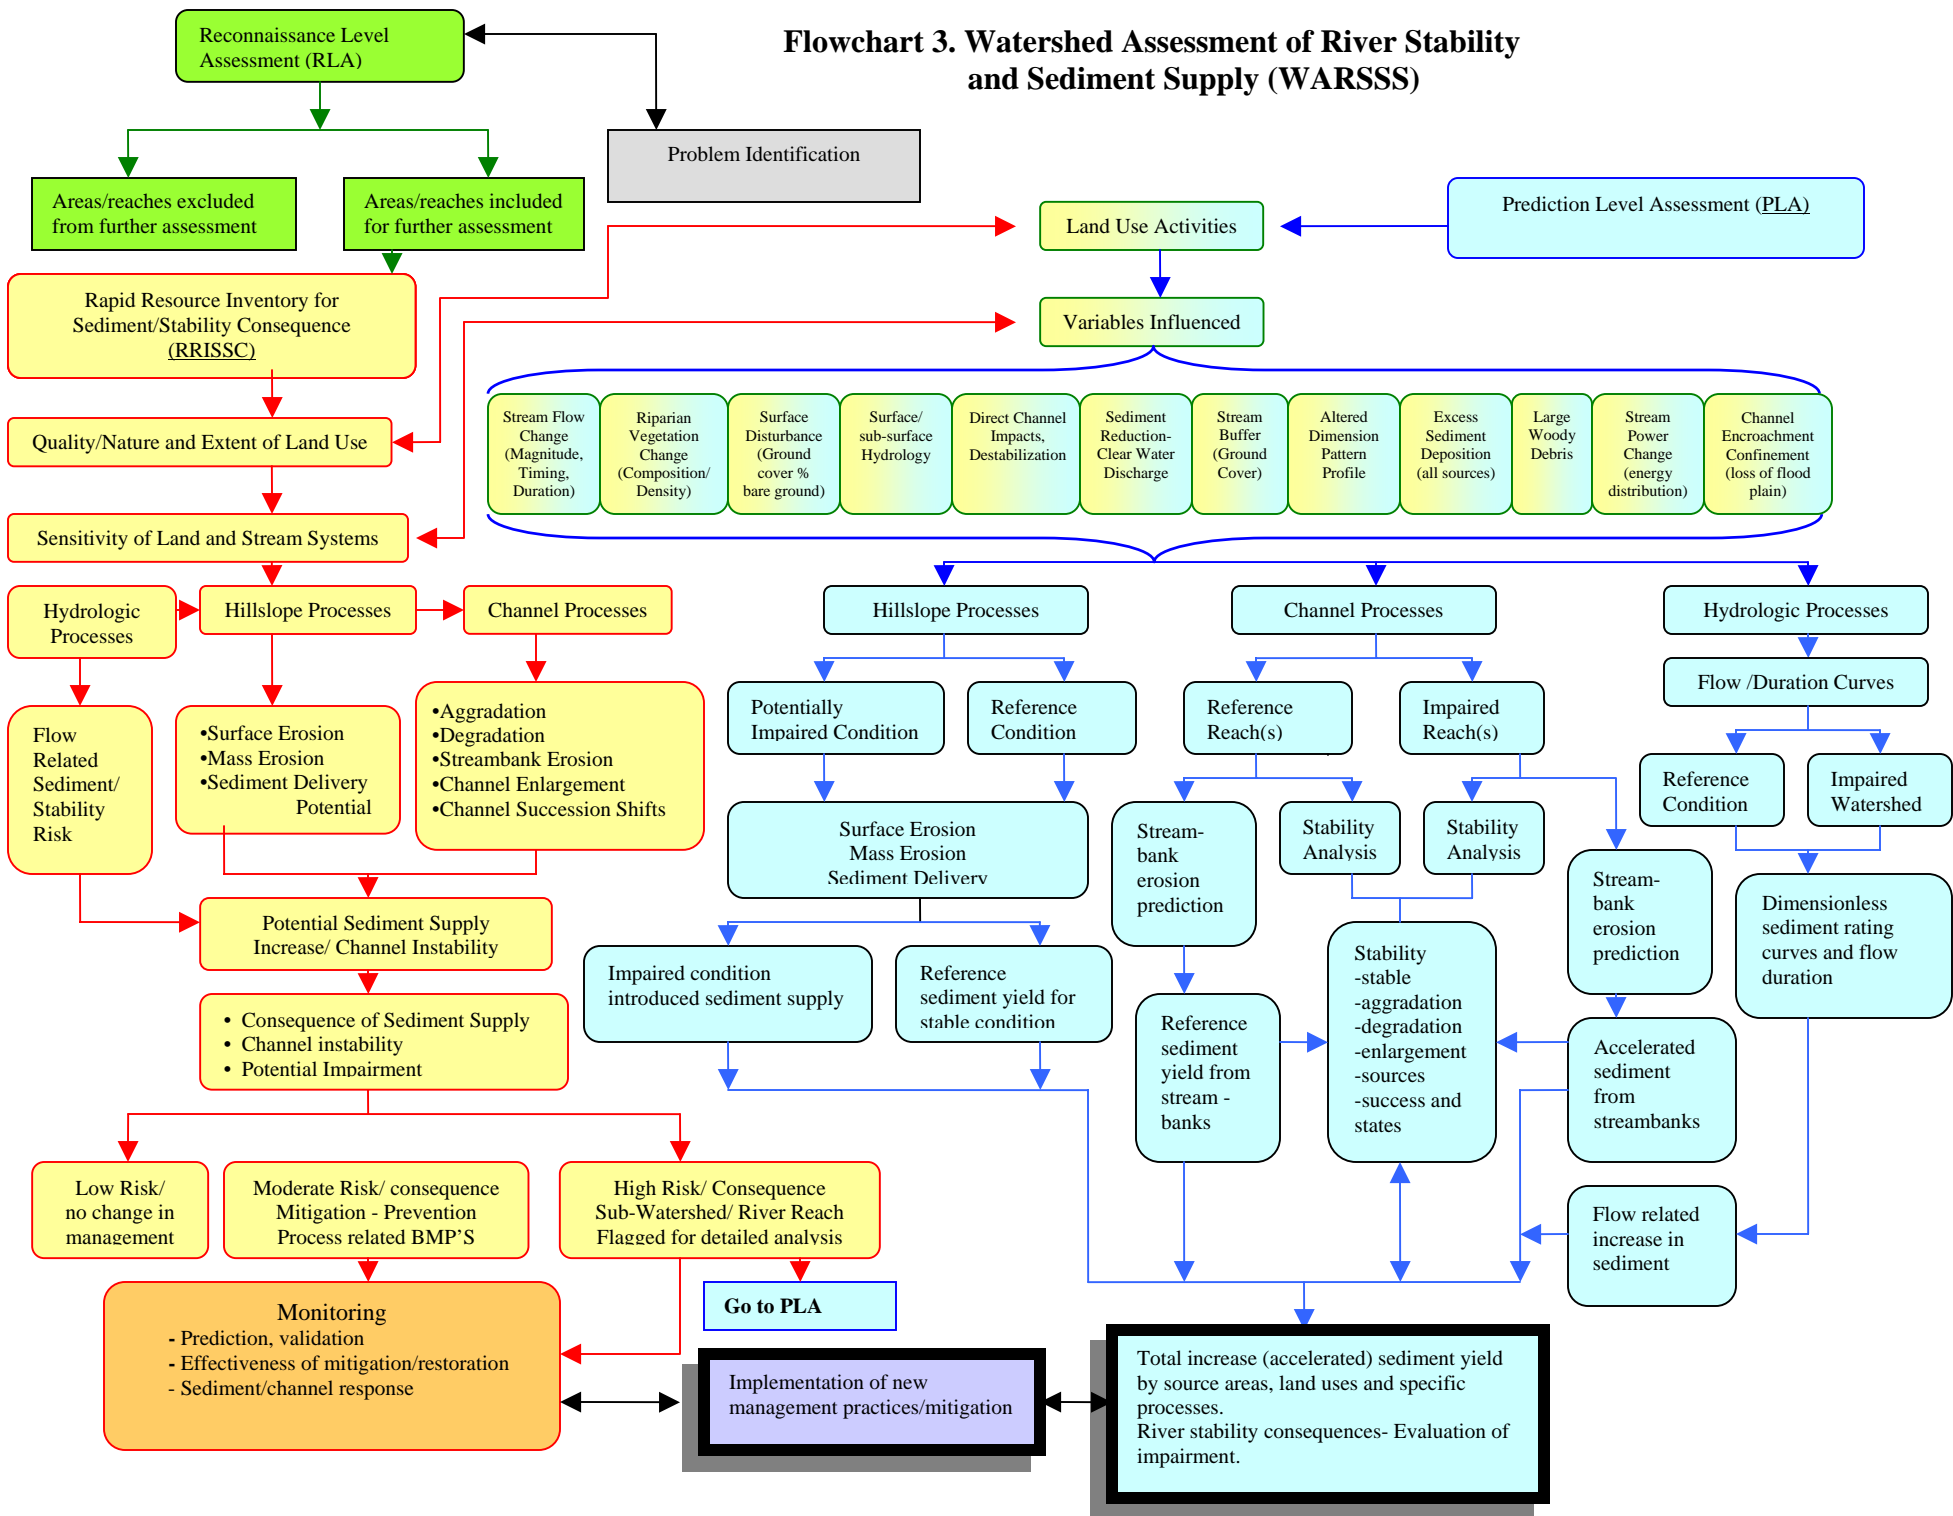 Flowchart 3. Watershed Assessment of River Stability
and Sediment Supply (WARSSS)
Reconnaissance Level
Assessment (RLA)
Problem Identification
Areas/reaches excluded
from further assessment
Areas/reaches included
for further assessment
Land Use Activities
Prediction Level Assessment (PLA)
Rapid Resource Inventory for
Sediment/Stability Consequence
(RRISSC)
Variables Influenced
Quality/Nature and Extent of Land Use
Stream Flow
Change
(Magnitude,
Timing,
Duration)
Riparian
Vegetation
Change
(Composition/
Density)
Surface
Disturbance
(Ground
cover %
bare ground)
Surface/
sub-surface
Hydrology
Direct Channel
Impacts,
Destabilization
Sediment
Reduction-
Clear Water
Discharge
Stream
Buffer
(Ground
Cover)
Altered
Dimension
Pattern
Profile
Excess
Sediment
Deposition
(all sources)
Large
Woody
Debris
Stream
Power
Change
(energy
distribution)
Channel
Encroachment
Confinement
(loss of flood
plain)
Sensitivity of Land and Stream Systems
Hydrologic
Processes
Hillslope Processes
Channel Processes
Hillslope Processes
Channel Processes
Hydrologic Processes
Flow
Related
Sediment/
Stability
Risk
•Surface Erosion
•Mass Erosion
•Sediment Delivery
Potential
•Aggradation
•Degradation
•Streambank Erosion
•Channel Enlargement
•Channel Succession Shifts
Potentially
Impaired Condition
Reference
Condition
Reference
Reach(s)
Impaired
Reach(s)
Flow /Duration Curves
Reference
Condition
Impaired
Watershed
Surface Erosion
Mass Erosion
Sediment Delivery
Stream-
bank
erosion
prediction
Stability
Analysis
Stability
Analysis
Stream-
bank
erosion
prediction
Dimensionless
sediment rating
curves and flow
duration
Potential Sediment Supply
Increase/ Channel Instability
Impaired condition
introduced sediment supply
Reference
sediment yield for
stable condition
Stability
-stable
-aggradation
-degradation
-enlargement
-sources
-success and
states
• Consequence of Sediment Supply
• Channel instability
• Potential Impairment
Reference
sediment
yield from
stream -
banks
Accelerated
sediment
from
streambanks
Low Risk/
no change in
management
Moderate Risk/ consequence
Mitigation - Prevention
Process related BMP'S
High Risk/ Consequence
Sub-Watershed/ River Reach
Flagged for detailed analysis
Flow related
increase in
sediment
Go to PLA
Monitoring
- Prediction, validation
- Effectiveness of mitigation/restoration
- Sediment/channel response
Implementation of new
management practices/mitigation
Total increase (accelerated) sediment yield
by source areas, land uses and specific
processes.
River stability consequences- Evaluation of
impairment.